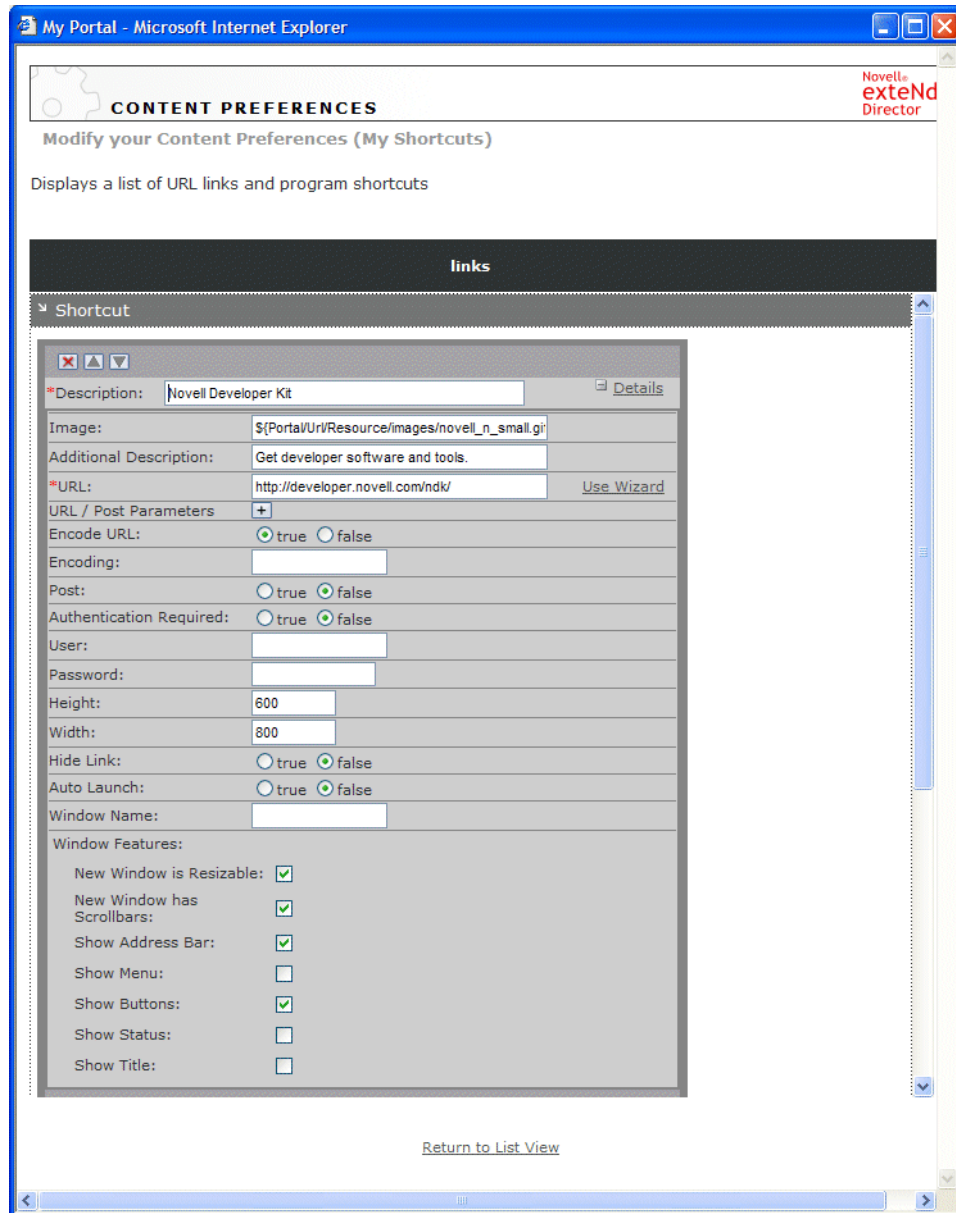 My Portal - Microsoft Internet Explorer
Novell®
exteNd
Director
CONTENT PREFERENCES
Modify your Content Preferences (My Shortcuts)
Displays a list of URL links and program shortcuts
links
Shortcut
*Description: Novell Developer Kit Details
Image: ${Portal/Url/Resource/images/novell_n_small.gif
Additional Description: Get developer software and tools.
*URL: http://developer.novell.com/ndk/ Use Wizard
URL / Post Parameters +
Encode URL: true false
Encoding:
Post: true false
Authentication Required: true false
User:
Password:
Height: 600
Width: 800
Hide Link: true false
Auto Launch: true false
Window Name:
Window Features:
New Window is Resizable:
New Window has
Scrollbars:
Show Address Bar:
Show Menu:
Show Buttons:
Show Status:
Show Title:
Return to List View